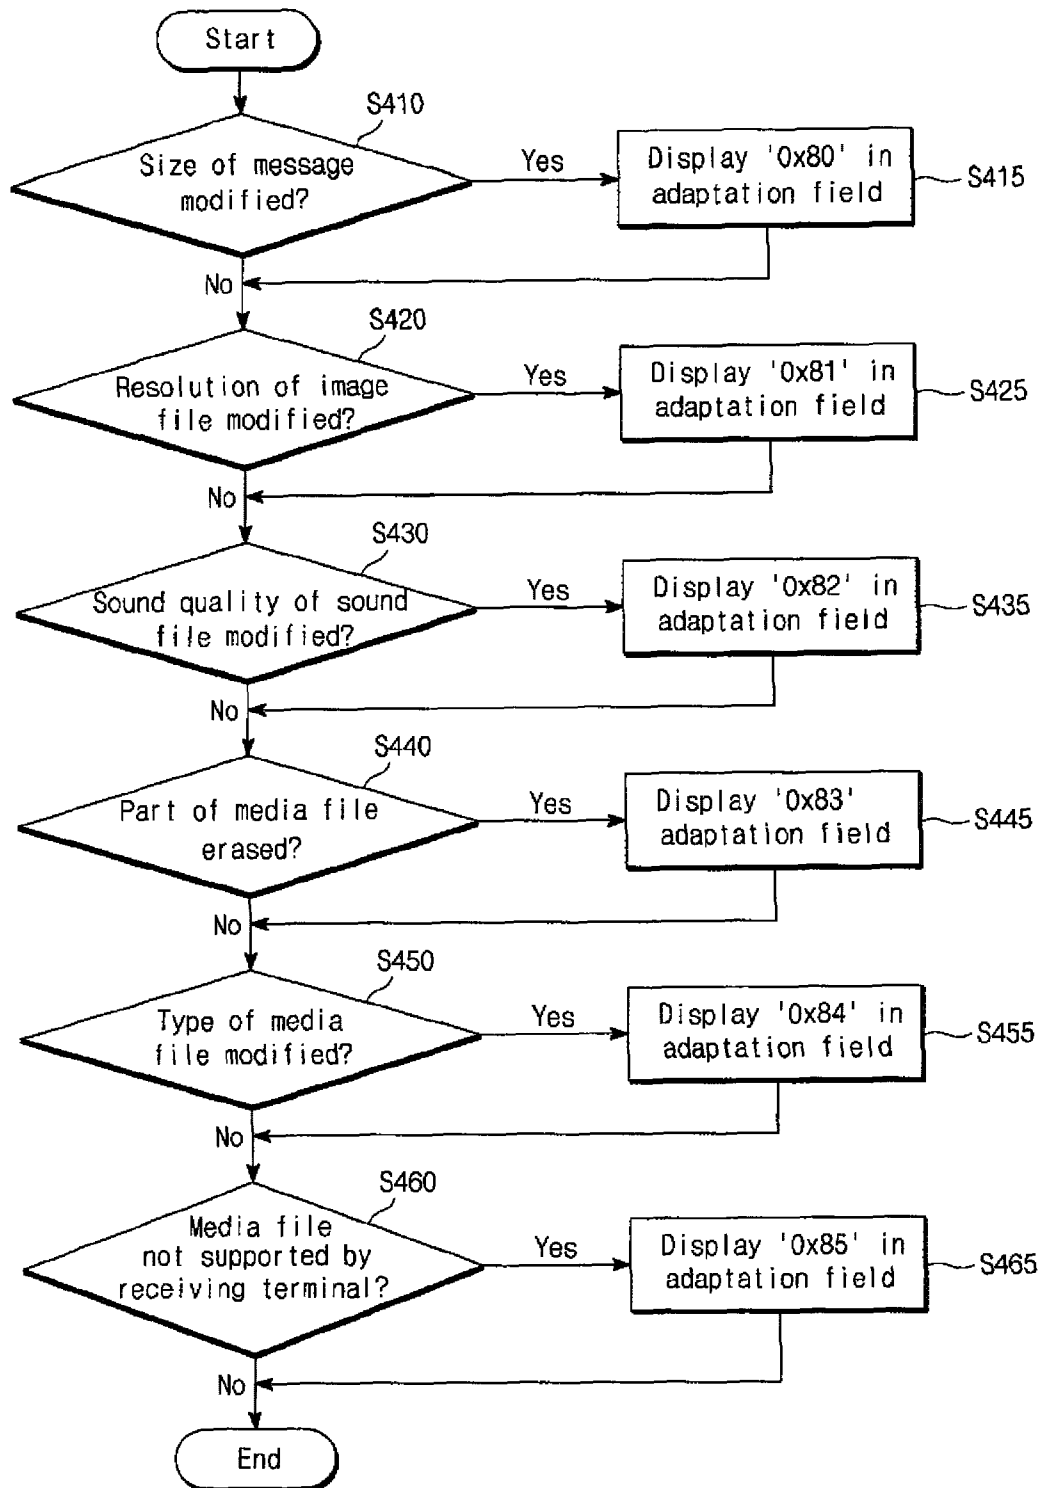 Start
S410
Size of message
modified?
Yes
Display '0x80' in
adaptation field
S415
No
S420
Resolution of image
file modified?
Yes
Display '0x81' in
adaptation field
S425
No
S430
Sound quality of sound
file modified?
Yes
Display '0x82' in
adaptation field
S435
No
S440
Part of media file
erased?
Yes
Display '0x83'
adaptation field
S445
No
S450
Type of media
file modified?
Yes
Display '0x84' in
adaptation field
S455
No
S460
Media file
not supported by
receiving terminal?
Yes
Display '0x85' in
adaptation field
S465
No
End